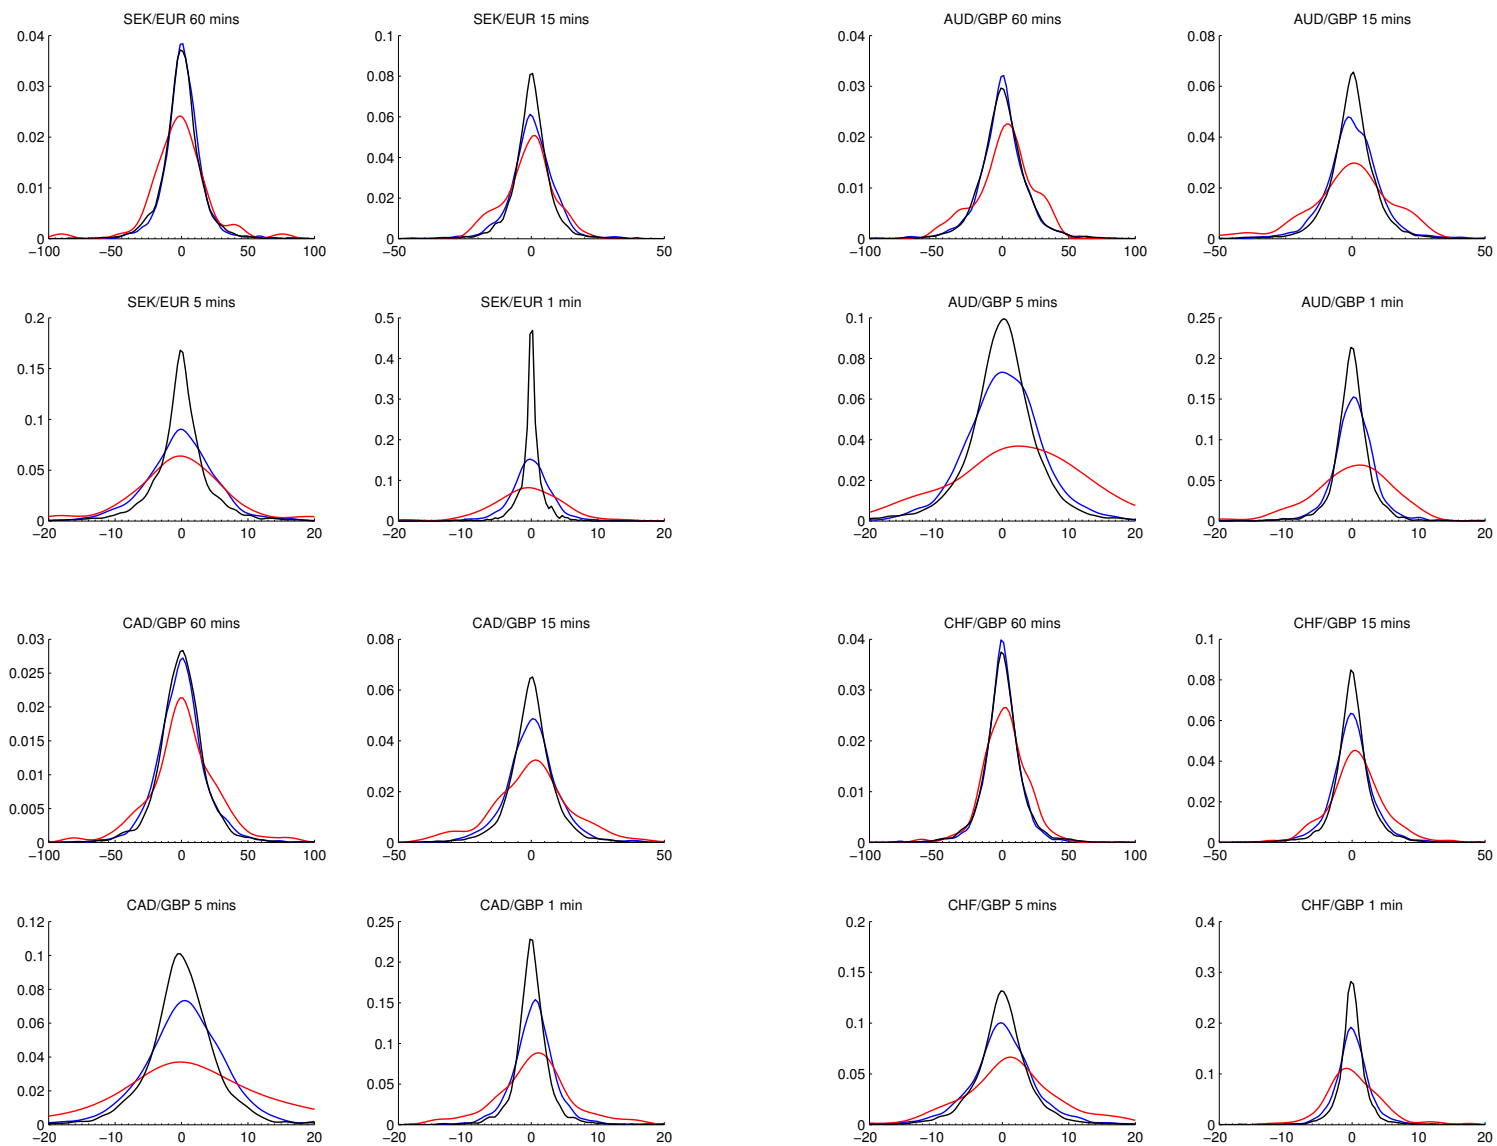 SEK/EUR 60 mins
0.04
0.03
0.02
0.01
0
−100 −50 0 50 100
SEK/EUR 15 mins
0.1
0.08
0.06
0.04
0.02
0
−50 0 50
AUD/GBP 60 mins
0.04
0.03
0.02
0.01
0
−100 −50 0 50 100
AUD/GBP 15 mins
0.08
0.06
0.04
0.02
0
−50 0 50
SEK/EUR 5 mins
0.2
0.15
0.1
0.05
0
−20 −10 0 10 20
SEK/EUR 1 min
0.5
0.4
0.3
0.2
0.1
0
−20 −10 0 10 20
AUD/GBP 5 mins
0.1
0.08
0.06
0.04
0.02
0
−20 −10 0 10 20
AUD/GBP 1 min
0.25
0.2
0.15
0.1
0.05
0
−20 −10 0 10 20
CAD/GBP 60 mins
0.03
0.025
0.02
0.015
0.01
0.005
0
−100 −50 0 50 100
CAD/GBP 15 mins
0.08
0.06
0.04
0.02
0
−50 0 50
CHF/GBP 60 mins
0.04
0.03
0.02
0.01
0
−100 −50 0 50 100
CHF/GBP 15 mins
0.1
0.08
0.06
0.04
0.02
0
−50 0 50
CAD/GBP 5 mins
0.12
0.1
0.08
0.06
0.04
0.02
0
−20 −10 0 10 20
CAD/GBP 1 min
0.25
0.2
0.15
0.1
0.05
0
−20 −10 0 10 20
CHF/GBP 5 mins
0.2
0.15
0.1
0.05
0
−20 −10 0 10 20
CHF/GBP 1 min
0.4
0.3
0.2
0.1
0
−20 −10 0 10 20